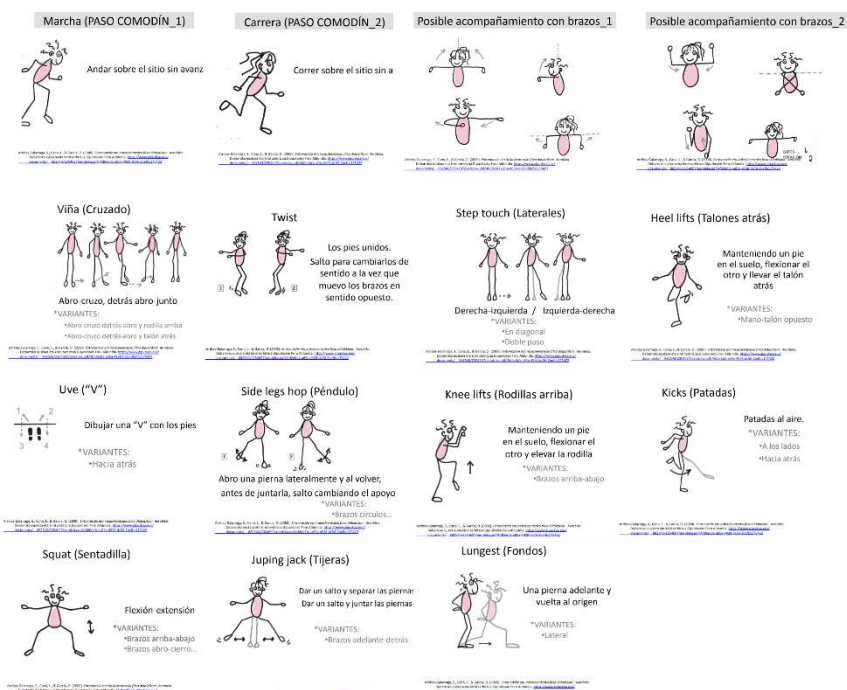 Marcha (PASO COMODÍN_1)
Andar sobre el sitio sin avanz
Carrera (PASO COMODÍN_2)
Correr sobre el sitio sin a
Posible acompañamiento con brazos_1
Posible acompañamiento con brazos_2
Viña (Cruzado)
Abro-cruzo, detrás abro-junto
*VARIANTES:
•Abro-cruzo detrás abro y rodilla arriba
•Abro-cruzo detrás-abro y talón atrás
Twist
1
2
Los pies unidos.
Salto para cambiarlos de
sentido a la vez que
muevo los brazos en
sentido opuesto.
Step touch (Laterales)
Derecha-izquierda / Izquierda-derecha
*VARIANTES:
•En diagonal
•Doble paso
Heel lifts (Talones atrás)
Manteniendo un pie
en el suelo, flexionar el
otro y llevar el talón
atrás
*VARIANTES:
•Mano-talón opuesto
Uve (“V”)
1 2
3 4
Dibujar una “V” con los pies
*VARIANTES:
•Hacia atrás
Side legs hop (Péndulo)
Abro una pierna lateralmente y al volver,
antes de juntarla, salto cambiando el apoyo
*VARIANTES:
•Brazos círculos...
Knee lifts (Rodillas arriba)
Manteniendo un pie
en el suelo, flexionar el
otro y elevar la rodilla
*VARIANTES:
•Brazos arriba-abajo
Kicks (Patadas)
Patadas al aire.
*VARIANTES:
•A los lados
•Hacia atrás
Squat (Sentadilla)
Flexión-extensión
*VARIANTES:
•Brazos arriba-abajo
•Brazos abro-cierro...
Juping jack (Tijeras)
Dar un salto y separar las piernas
Dar un salto y juntar las piernas
*VARIANTES:
•Brazos adelante-detrás
Lungest (Fondos)
Una pierna adelante y
vuelta al origen
*VARIANTES:
•Lateral